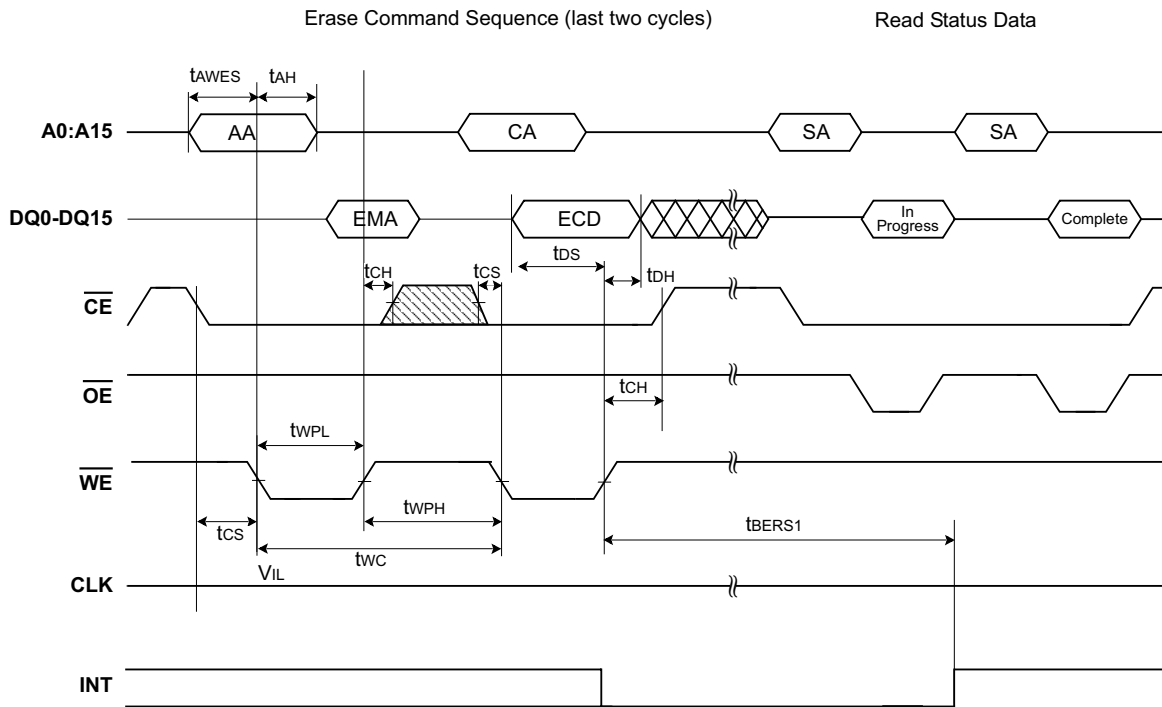 Erase Command Sequence (last two cycles) Read Status Data
tAWES tAH
A0:A15 AA CA SA SA
DQ0-DQ15 EMA ECD In Progress Complete
tDS
tCH tCS tDH
CE
tCH
OE
tWPL
WE
tWPH
tCS tBERS1
tWC
VIL
CLK
INT